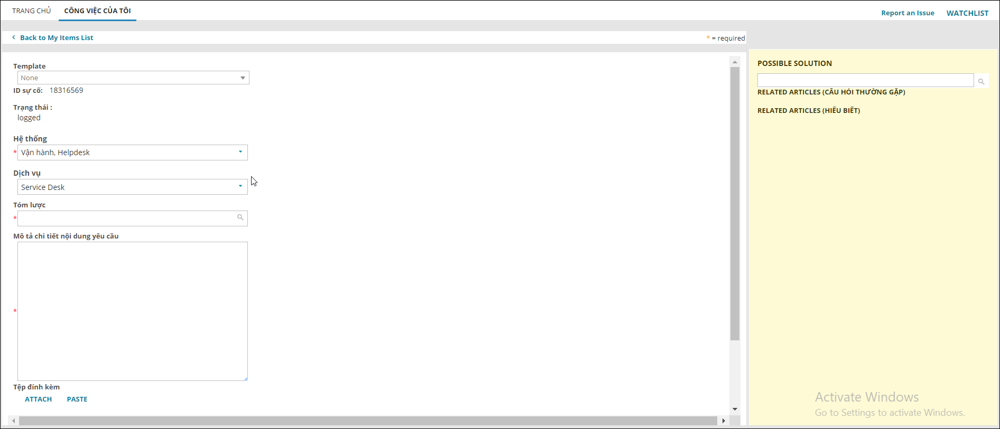 TRANG CHỦ
CÔNG VIỆC CỦA TÔI
Report an Issue
WATCHLIST
Back to My Items List
* = required
Template
None
ID sự cố: 18316569
Trạng thái :
logged
Hệ thống
* Vận hành, Helpdesk
Dịch vụ
Service Desk
Tóm lược
*
Mô tả chi tiết nội dung yêu cầu
*
Tệp đính kèm
ATTACH
PASTE
POSSIBLE SOLUTION
RELATED ARTICLES (CÂU HỎI THƯỜNG GẶP)
RELATED ARTICLES (HIỂU BIẾT)
Activate Windows
Go to Settings to activate Windows.